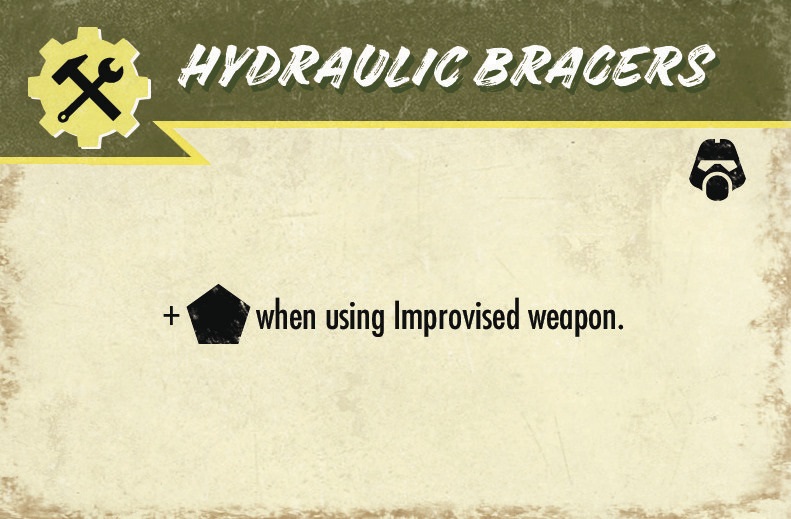 HYDRAULIC BRACERS
+ when using Improvised weapon.